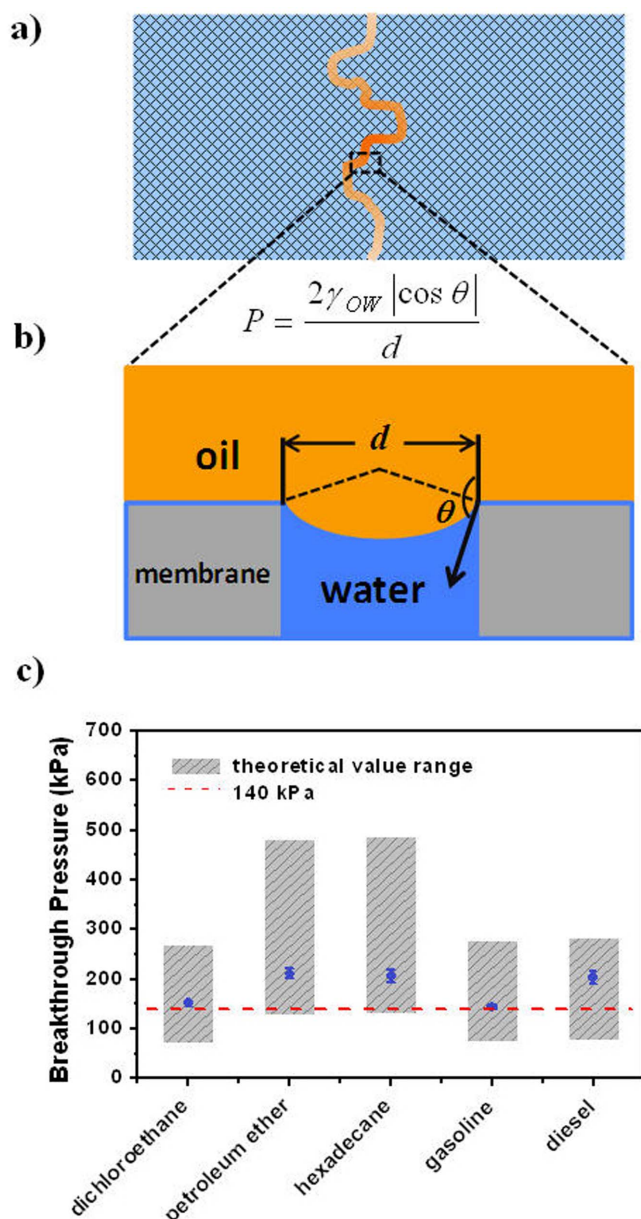 a)
P = 2γ_OW |cos θ| / d
b)
d
oil
θ
membrane
water
c)
700
600
500
400
300
200
100
0
Breakthrough Pressure (kPa)
theoretical value range
140 kPa
dichloroethane
petroleum ether
hexadecane
gasoline
diesel